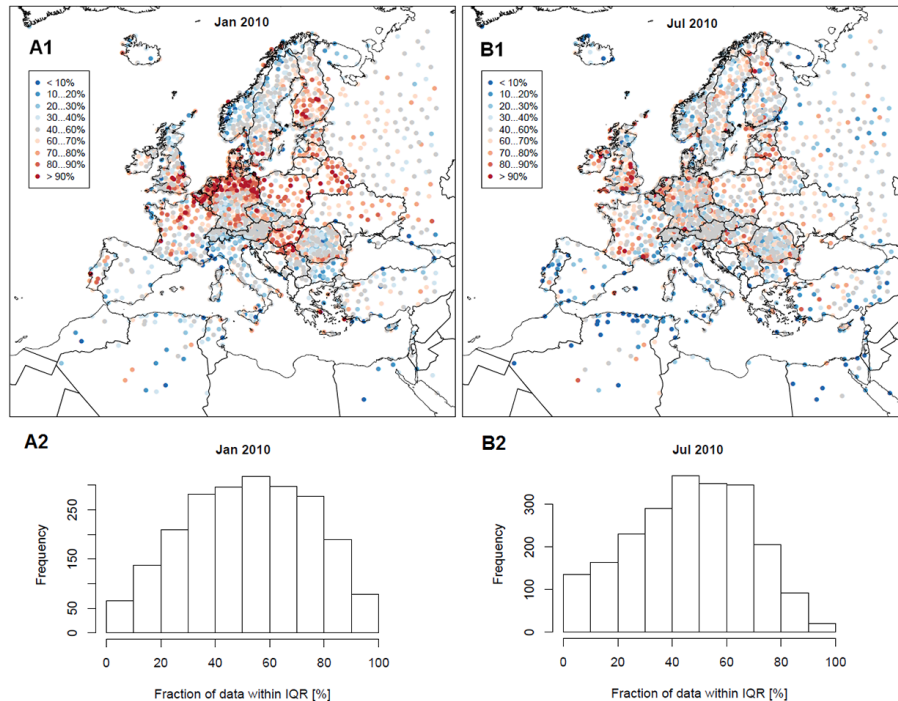 Jan 2010
A1
< 10%
10...20%
20...30%
30...40%
40...60%
60...70%
70...80%
80...90%
> 90%
Jul 2010
B1
< 10%
10...20%
20...30%
30...40%
40...60%
60...70%
70...80%
80...90%
> 90%
A2
Jan 2010
Frequency
0
50
150
250
0 20 40 60 80 100
Fraction of data within IQR [%]
B2
Jul 2010
Frequency
0
100
200
300
0 20 40 60 80 100
Fraction of data within IQR [%]